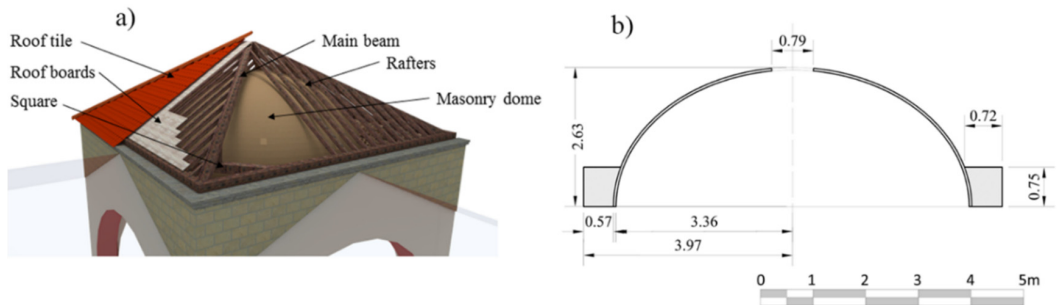 a)
Roof tile
Roof boards
Square
Main beam
Rafters
Masonry dome
b)
0.79
0.72
2.63
0.75
0.57
3.36
3.97
0 1 2 3 4 5m